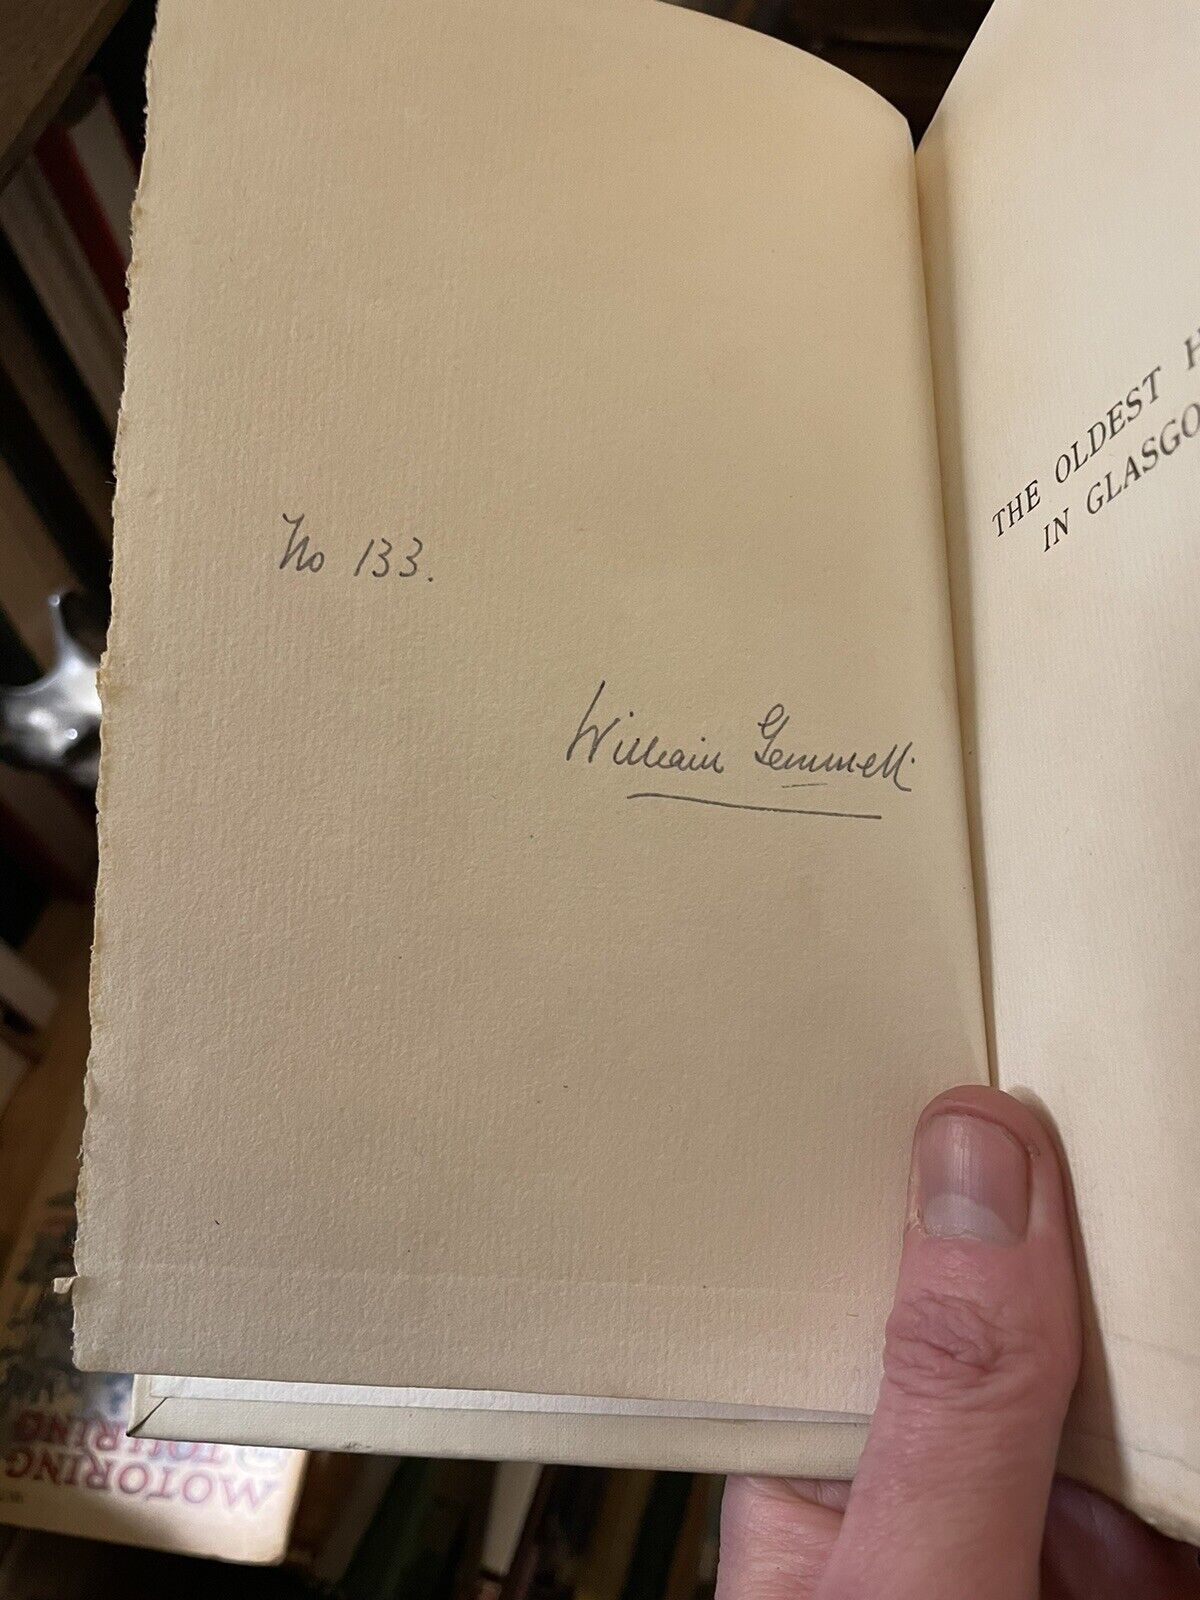 No 133.
William Gemmell.
THE OLDEST H
IN GLASGO
MOTORING
TOURING